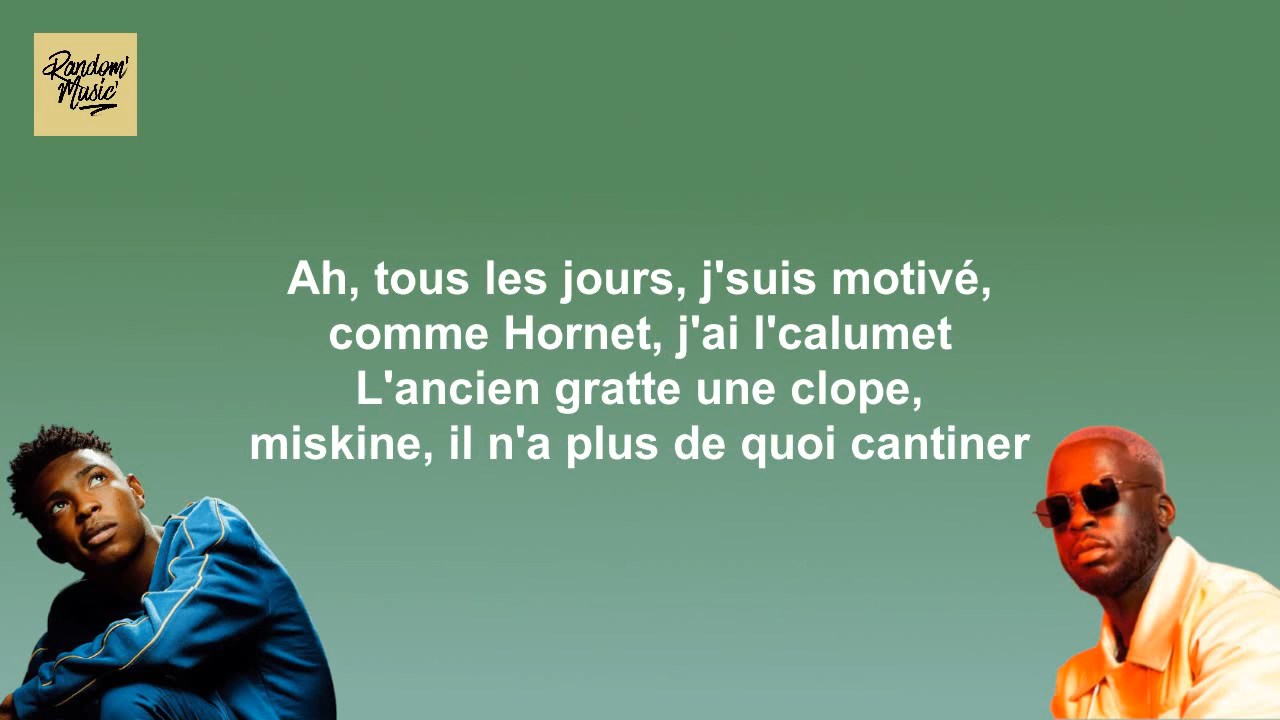 Random'
Music'
Ah, tous les jours, j'suis motivé,
comme Hornet, j'ai l'calumet
L'ancien gratte une clope,
miskine, il n'a plus de quoi cantiner